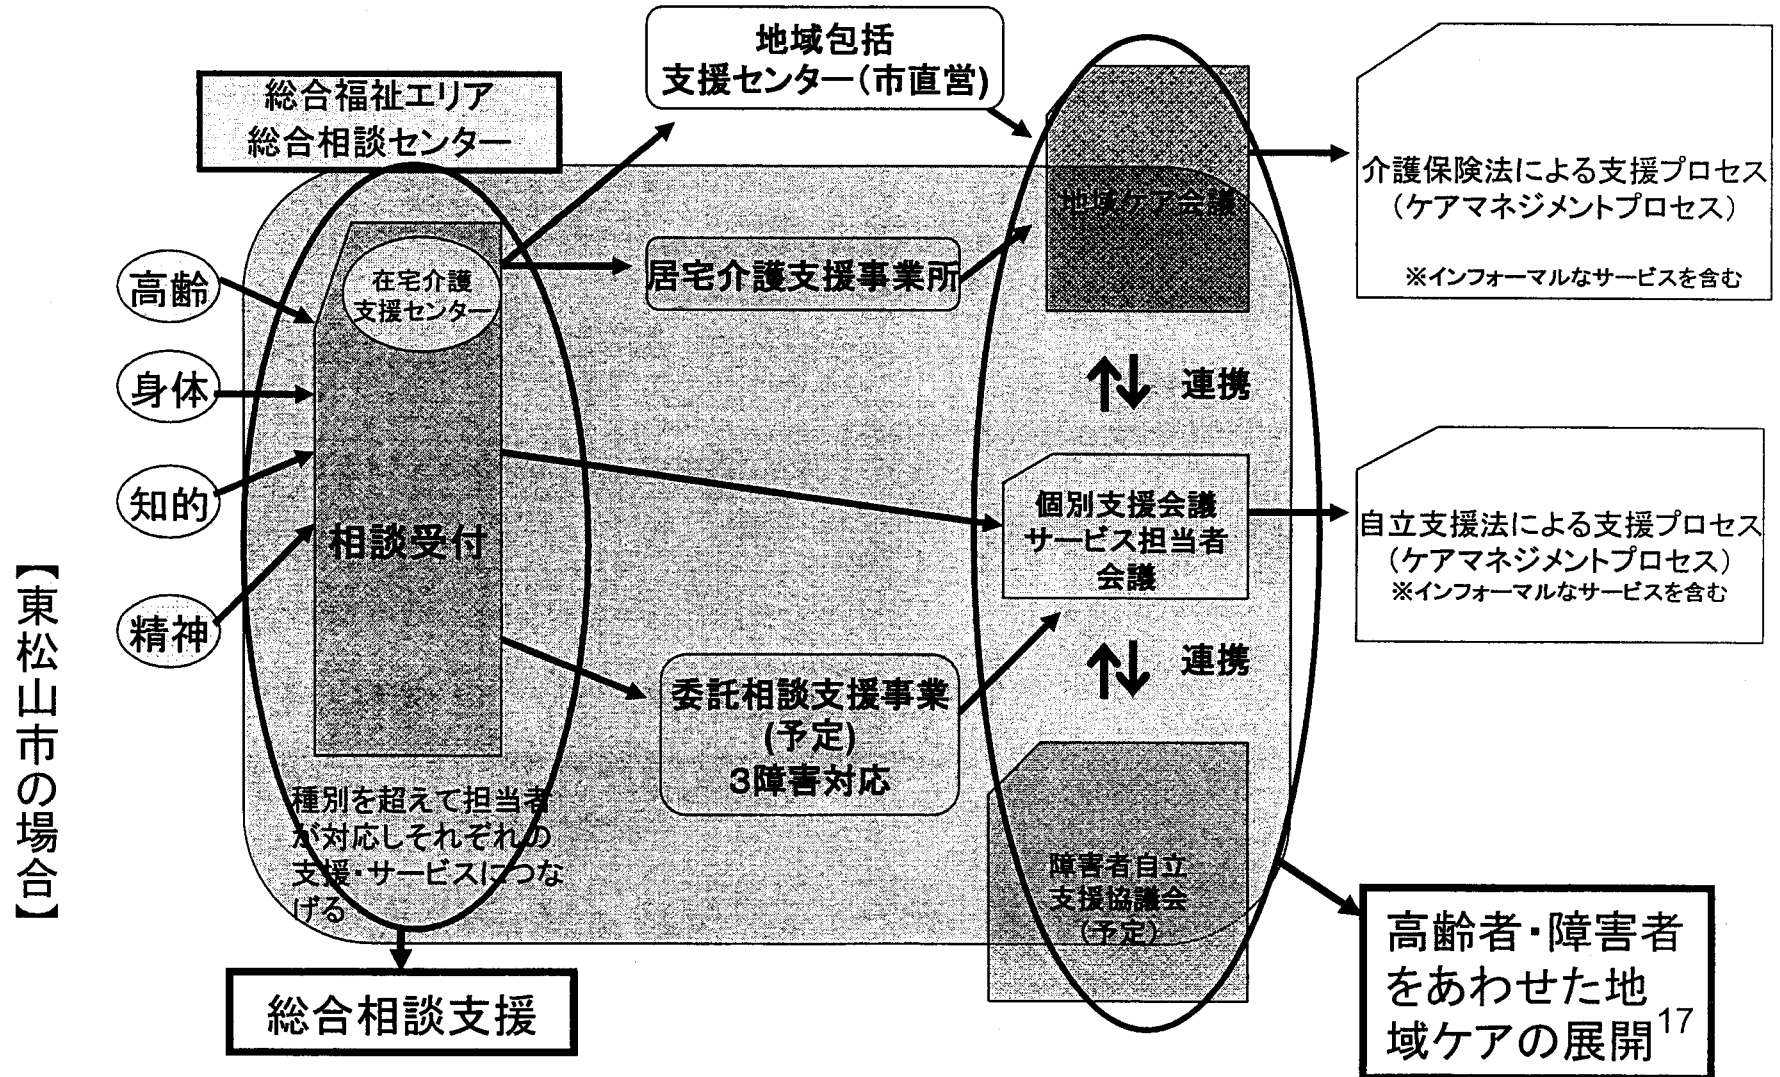 【東松山市の場合】
総合福祉エリア
総合相談センター
地域包括
支援センター(市直営)
高齢
身体
知的
精神
在宅介護
支援センター
相談受付
種別を超えて担当者
が対応しそれぞれの
支援・サービスにつな
げる
総合相談支援
居宅介護支援事業所
委託相談支援事業
(予定)
3障害対応
地域ケア会議
連携
個別支援会議
サービス担当者
会議
連携
障害者自立
支援協議会
(予定)
介護保険法による支援プロセス
(ケアマネジメントプロセス)
※インフォーマルなサービスを含む
自立支援法による支援プロセス
(ケアマネジメントプロセス)
※インフォーマルなサービスを含む
高齢者・障害者
をあわせた地
域ケアの展開
17